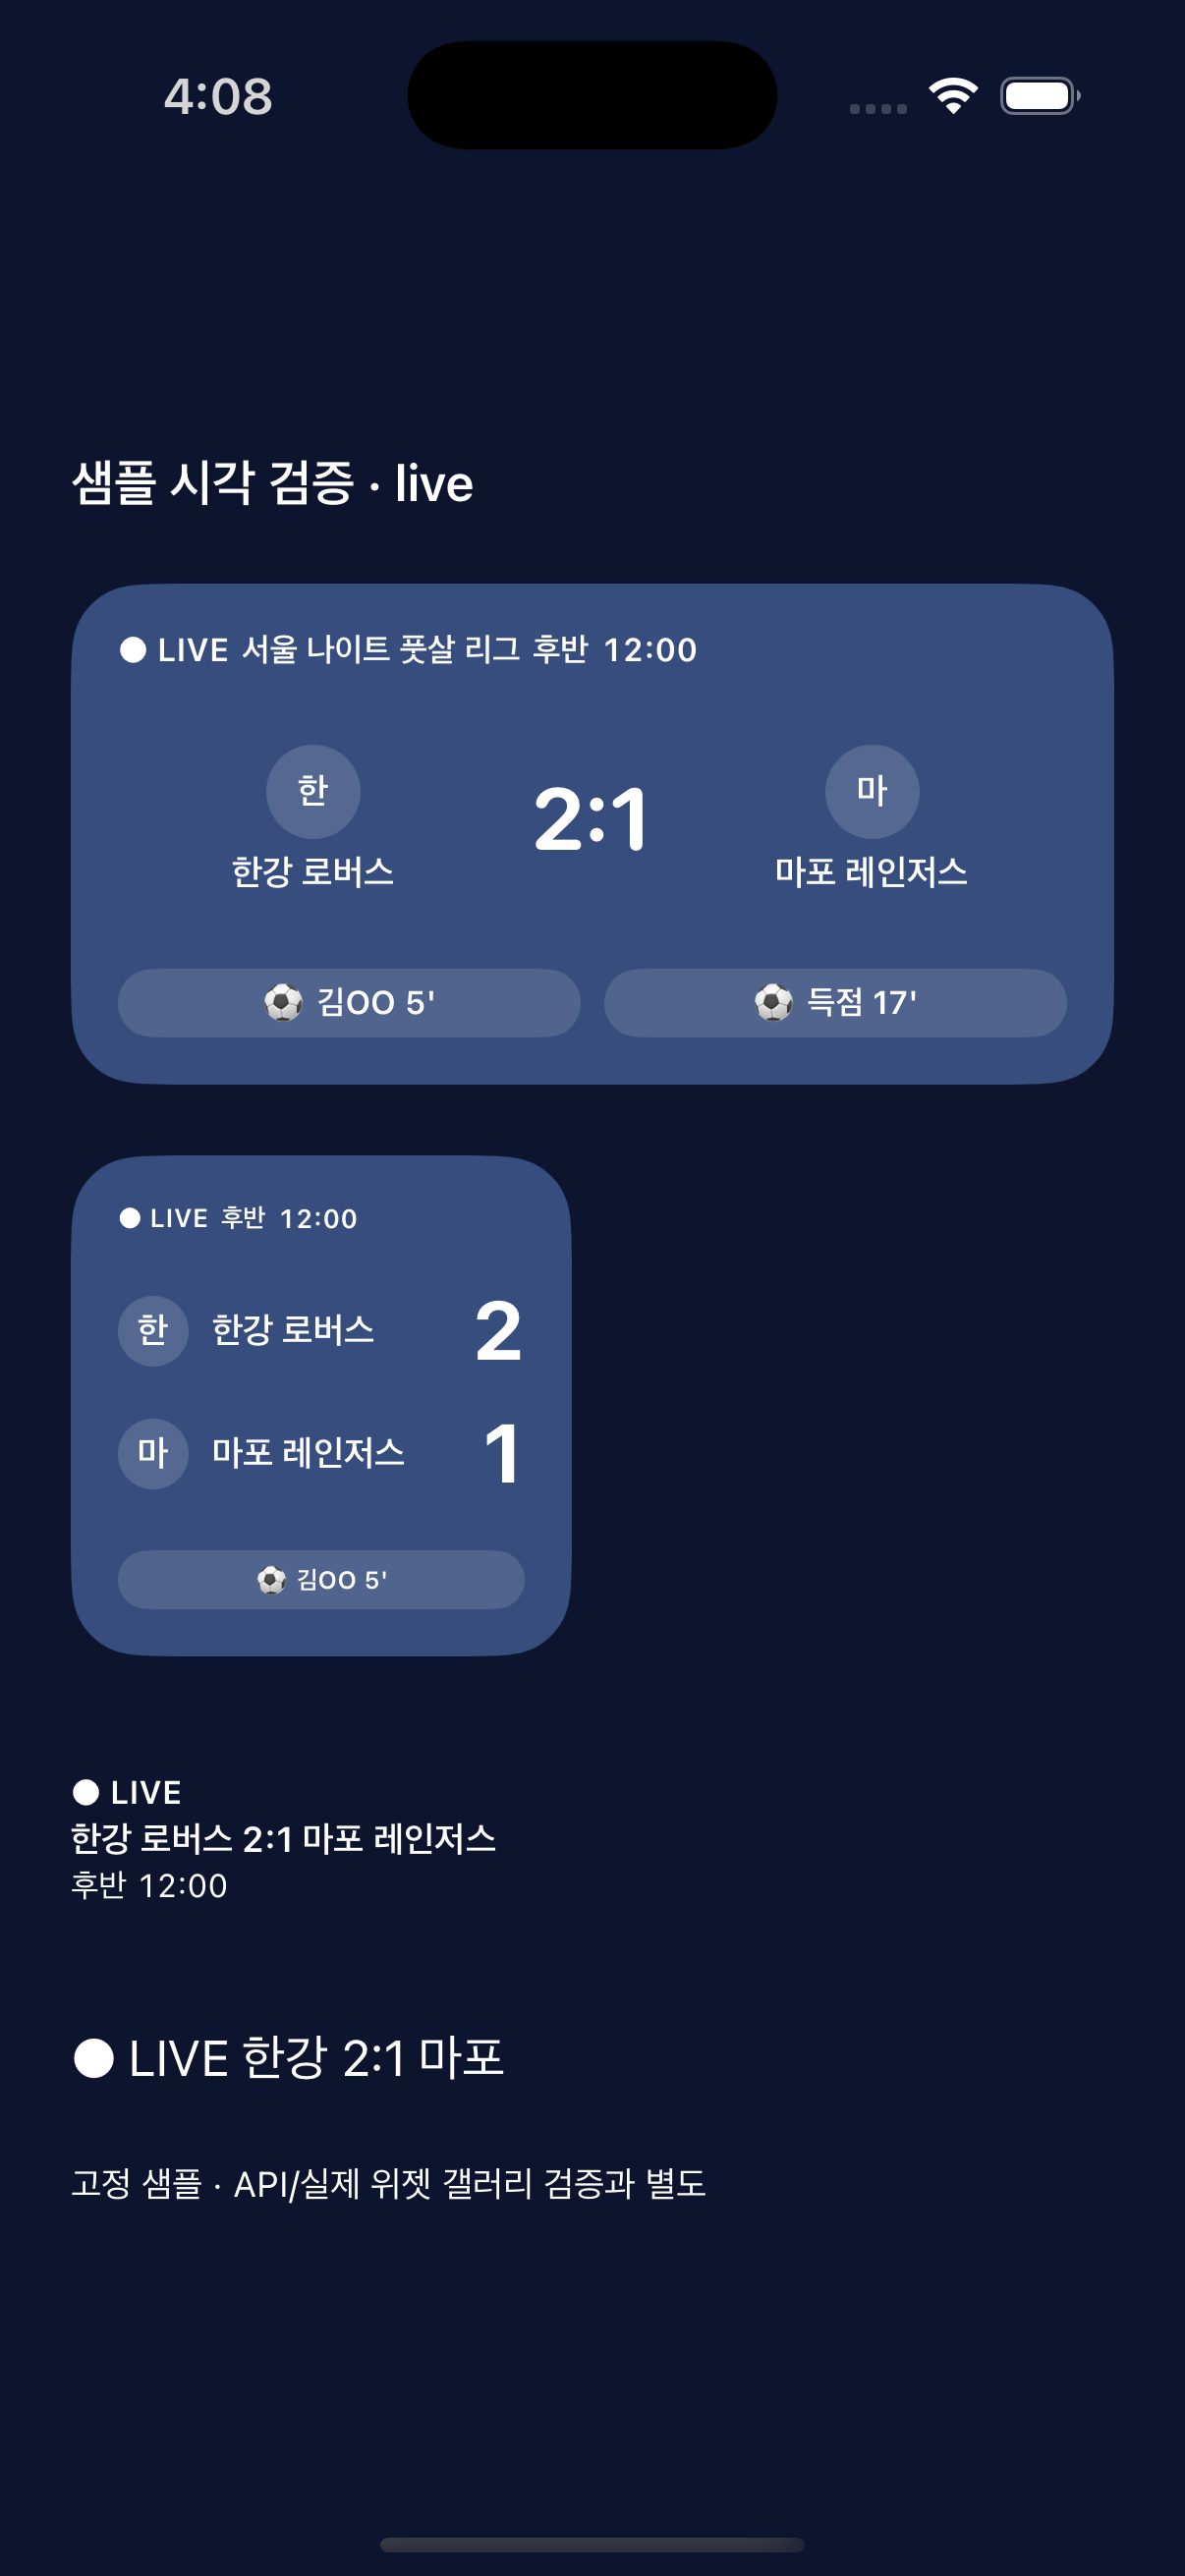 4:08
샘플 시각 검증 · live
● LIVE 서울 나이트 풋살 리그 후반 12:00
한 2:1 마
한강 로버스 마포 레인저스
⚽ 김OO 5' ⚽ 득점 17'
● LIVE 후반 12:00
한 한강 로버스 2
마 마포 레인저스 1
⚽ 김OO 5'
● LIVE
한강 로버스 2:1 마포 레인저스
후반 12:00
● LIVE 한강 2:1 마포
고정 샘플 · API/실제 위젯 갤러리 검증과 별도